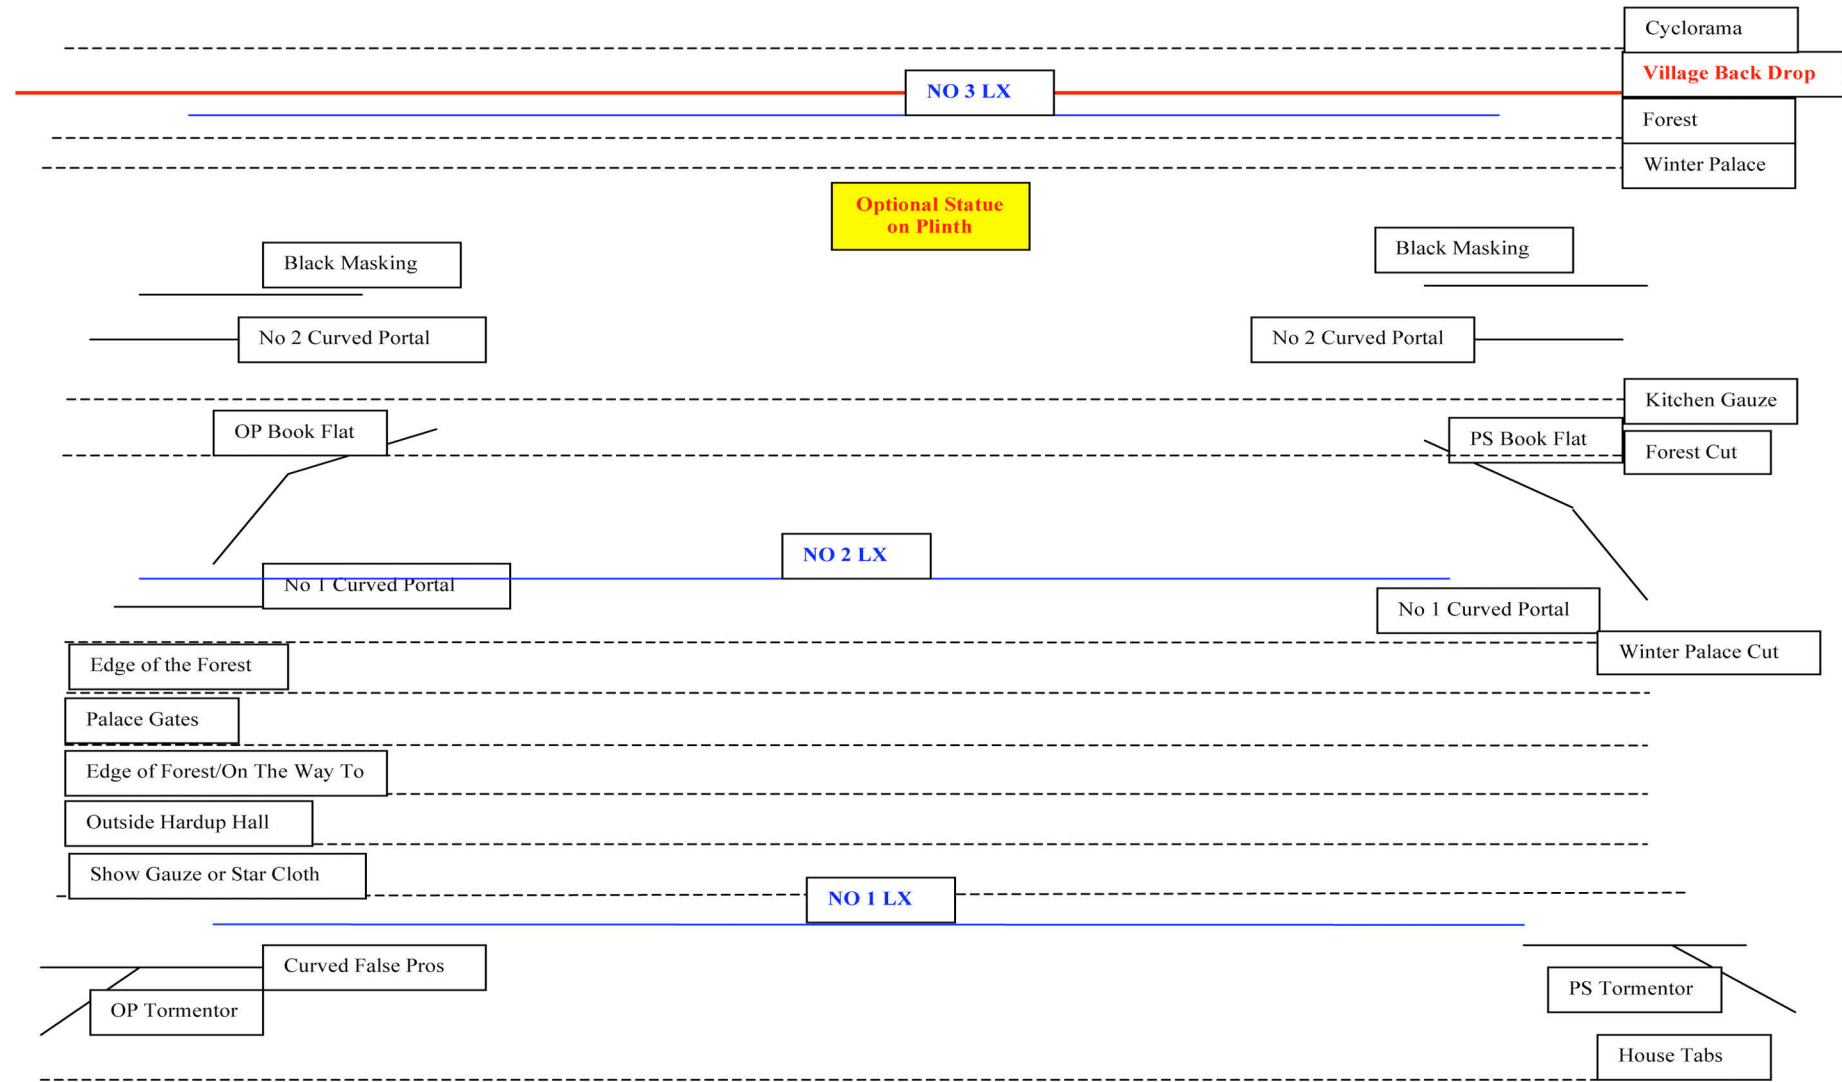 Cyclorama
Village Back Drop
NO 3 LX
Forest
Winter Palace
Optional Statue
on Plinth
Black Masking
Black Masking
No 2 Curved Portal
No 2 Curved Portal
Kitchen Gauze
OP Book Flat
PS Book Flat
Forest Cut
NO 2 LX
No 1 Curved Portal
No 1 Curved Portal
Edge of the Forest
Winter Palace Cut
Palace Gates
Edge of Forest/On The Way To
Outside Hardup Hall
Show Gauze or Star Cloth
NO 1 LX
Curved False Pros
PS Tormentor
OP Tormentor
House Tabs